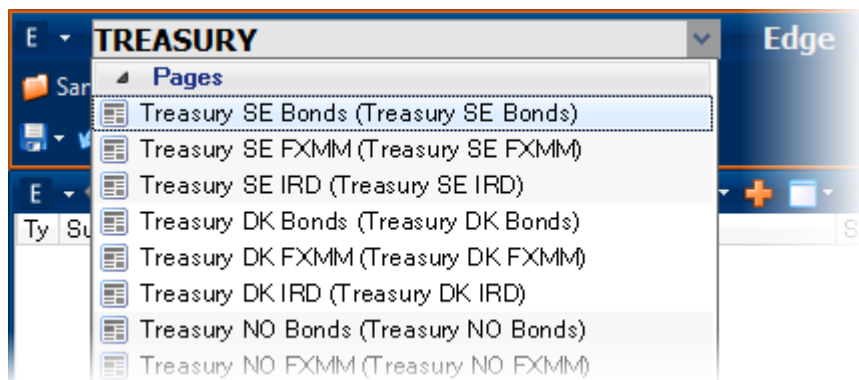 E TREASURY Edge
Pages
San
Treasury SE Bonds (Treasury SE Bonds)
Treasury SE FXMM (Treasury SE FXMM)
Treasury SE IRD (Treasury SE IRD)
E
Treasury DK Bonds (Treasury DK Bonds)
Ty Su S
Treasury DK FXMM (Treasury DK FXMM)
Treasury DK IRD (Treasury DK IRD)
Treasury NO Bonds (Treasury NO Bonds)
Treasury NO FXMM (Treasury NO FXMM)